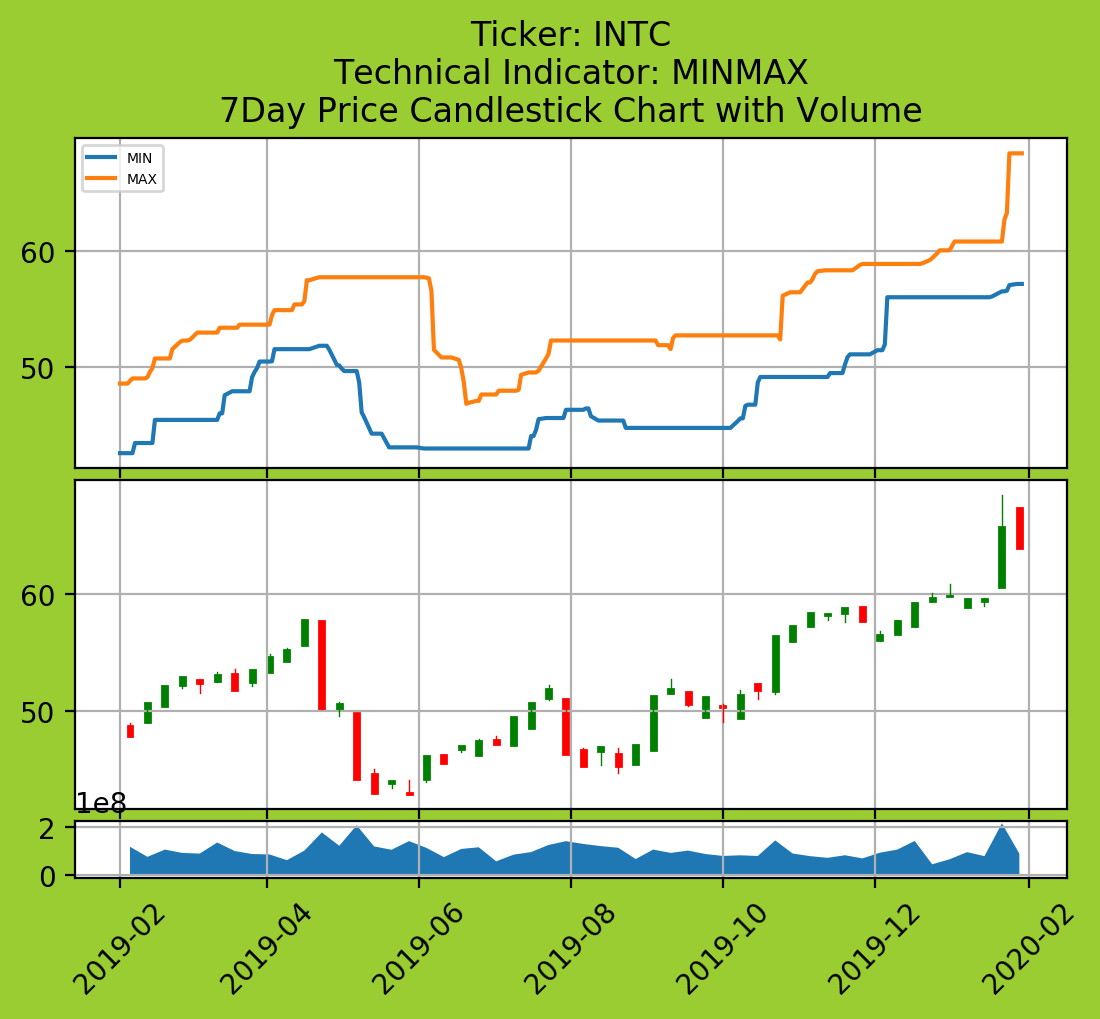 Ticker: INTC
Technical Indicator: MINMAX
7Day Price Candlestick Chart with Volume
MIN
MAX
60
50
60
50
1e8
2
0
2019-02
2019-04
2019-06
2019-08
2019-10
2019-12
2020-02